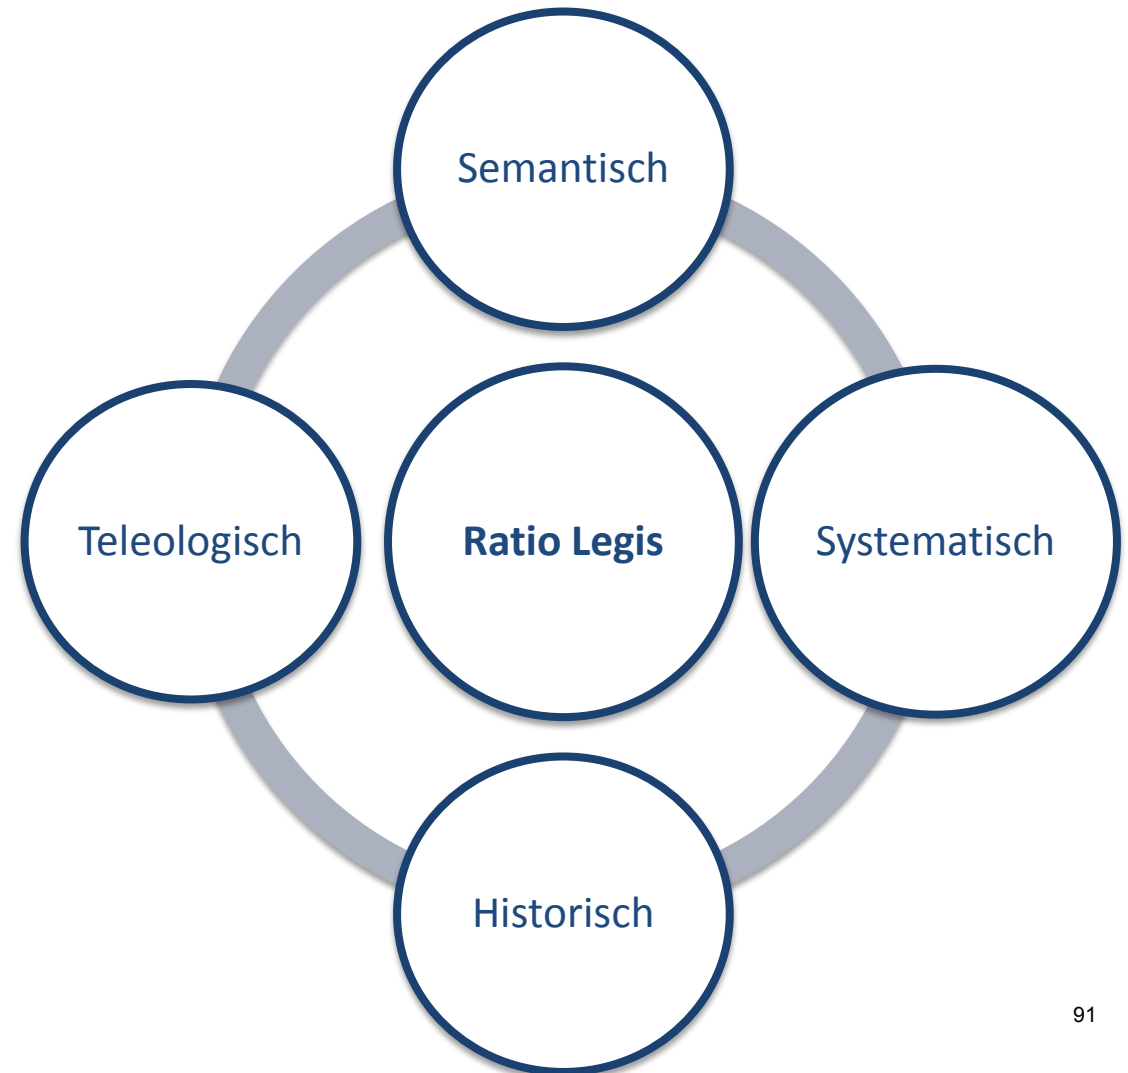 Semantisch
Teleologisch
Ratio Legis
Systematisch
Historisch
91